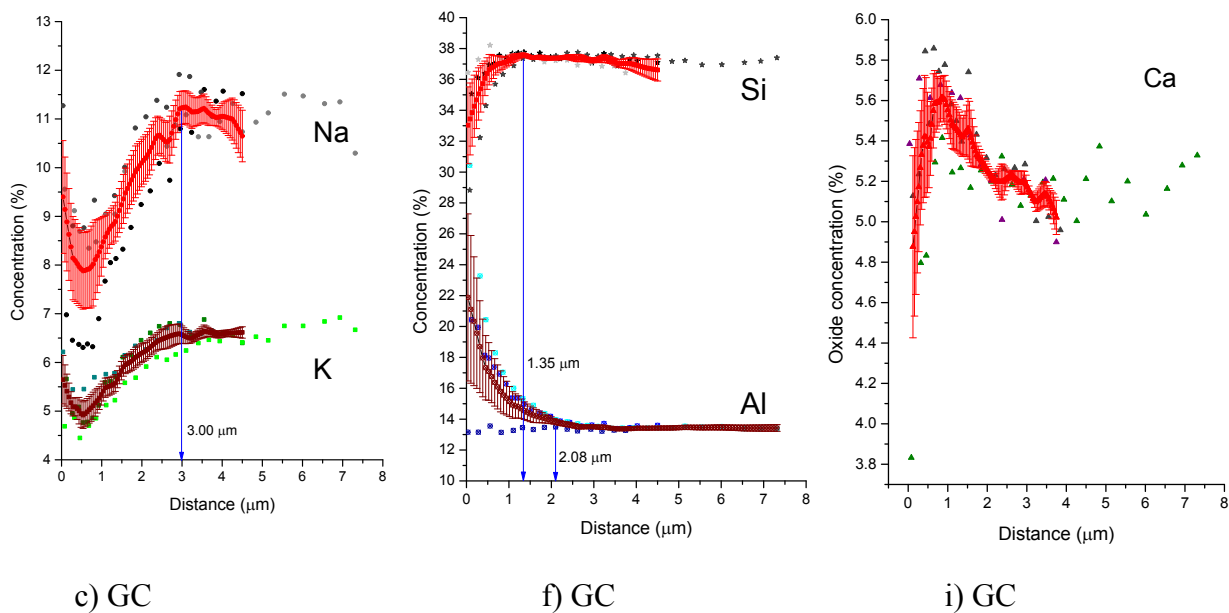 13
12
11
10
9
8
7
6
5
4
Concentration (%)
Na
K
3.00 μm
0 1 2 3 4 5 6 7 8
Distance (μm)
c) GC
40
38
36
34
32
30
28
26
24
22
20
18
16
14
12
10
Concentration (%)
Si
Al
1.35 μm
2.08 μm
0 1 2 3 4 5 6 7 8
Distance (μm)
f) GC
6.0
5.8
5.6
5.4
5.2
5.0
4.8
4.6
4.4
4.2
4.0
3.8
Oxide concentration (%)
Ca
0 1 2 3 4 5 6 7 8
Distance (μm)
i) GC